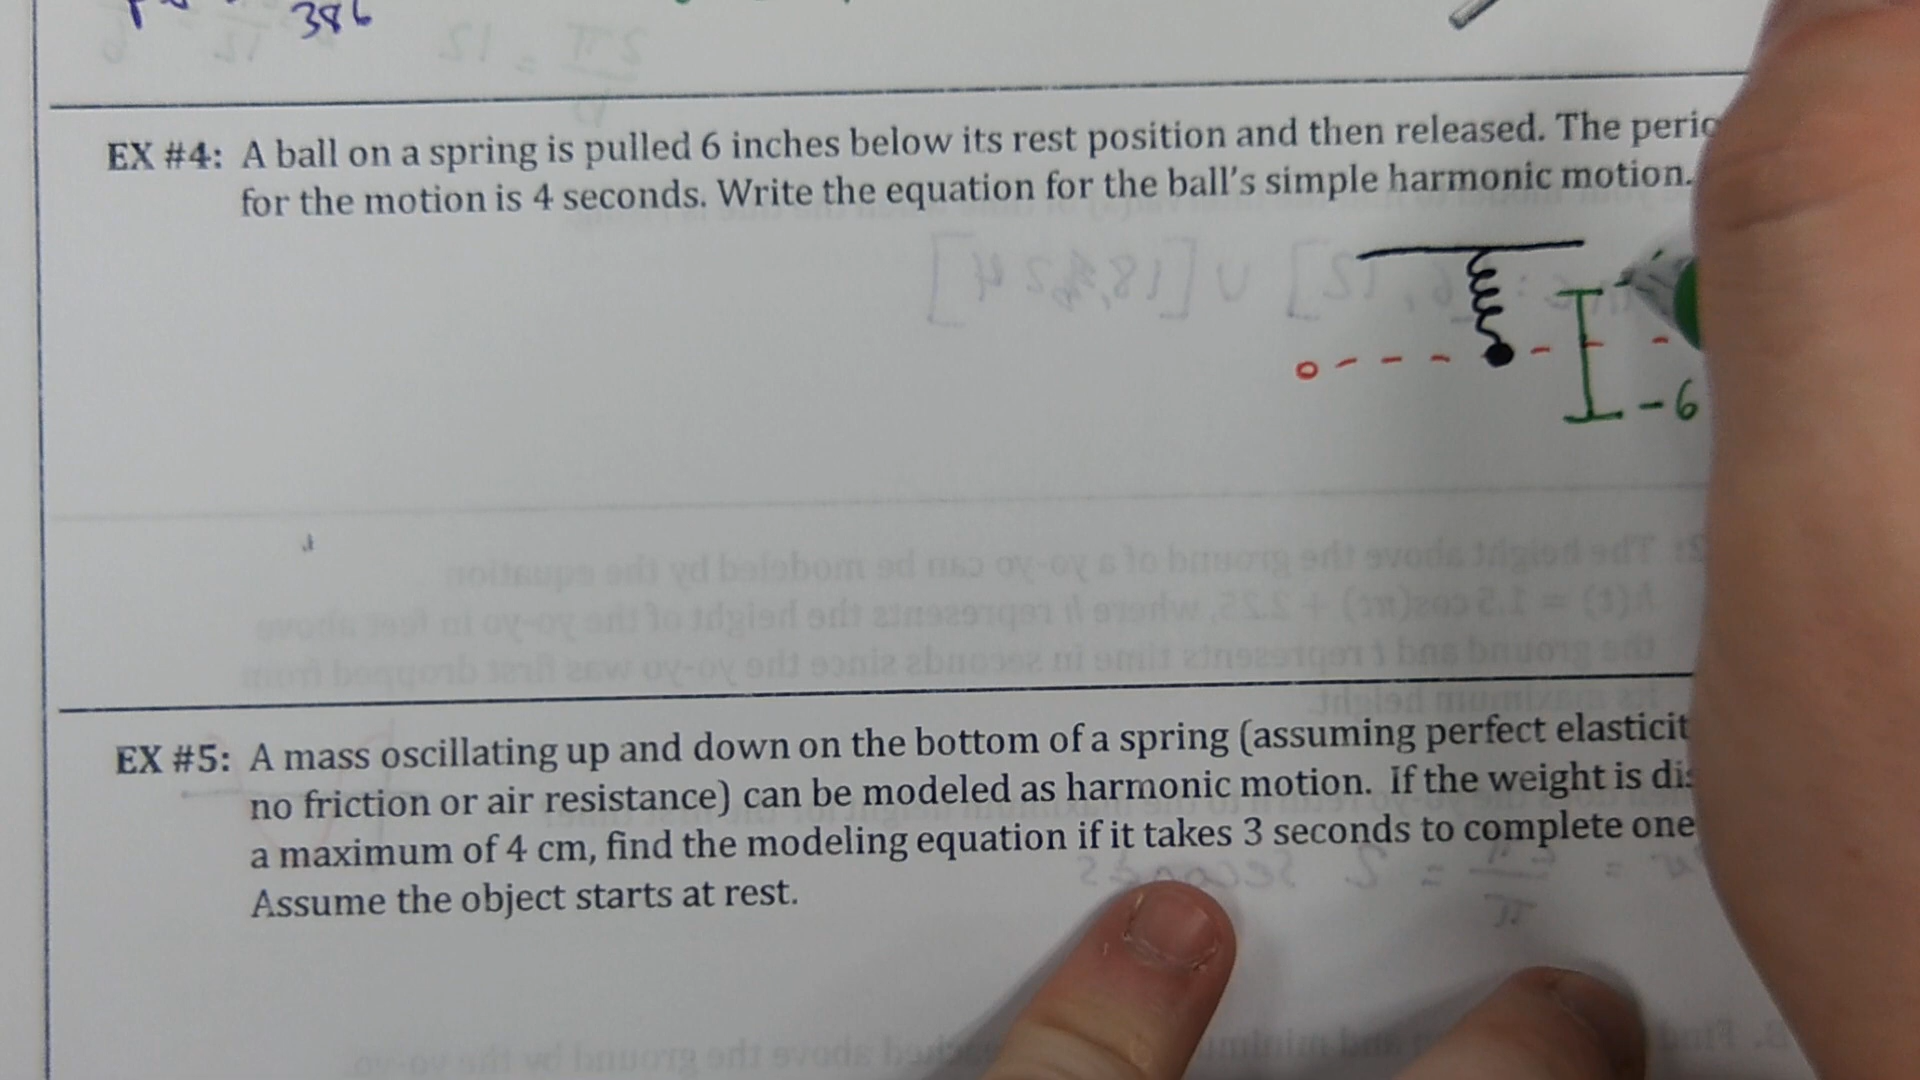 386
EX #4: A ball on a spring is pulled 6 inches below its rest position and then released. The
for the motion is 4 seconds. Write the equation for the ball's simple harmonic motion.
0
-6
EX #5: A mass oscillating up and down on the bottom of a spring (assuming perfect
no friction or air resistance) can be modeled as harmonic motion. If the weight is
a maximum of 4 cm, find the modeling equation if it takes 3 seconds to complete one
Assume the object starts at rest.